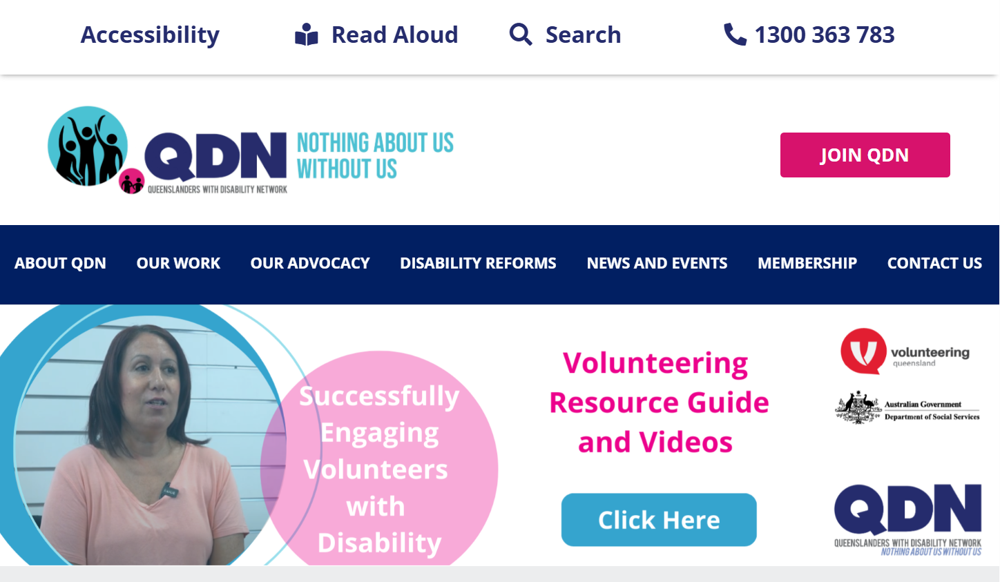 Accessibility
Read Aloud
Search
1300 363 783
QDN
QUEENSLANDERS WITH DISABILITY NETWORK
NOTHING ABOUT US
WITHOUT US
JOIN QDN
ABOUT QDN
OUR WORK
OUR ADVOCACY
DISABILITY REFORMS
NEWS AND EVENTS
MEMBERSHIP
CONTACT US
Successfully
Engaging
Volunteers
with
Disability
Volunteering
Resource Guide
and Videos
Click Here
volunteering
queensland
Australian Government
Department of Social Services
QDN
QUEENSLANDERS WITH DISABILITY NETWORK
NOTHING ABOUT US WITHOUT US